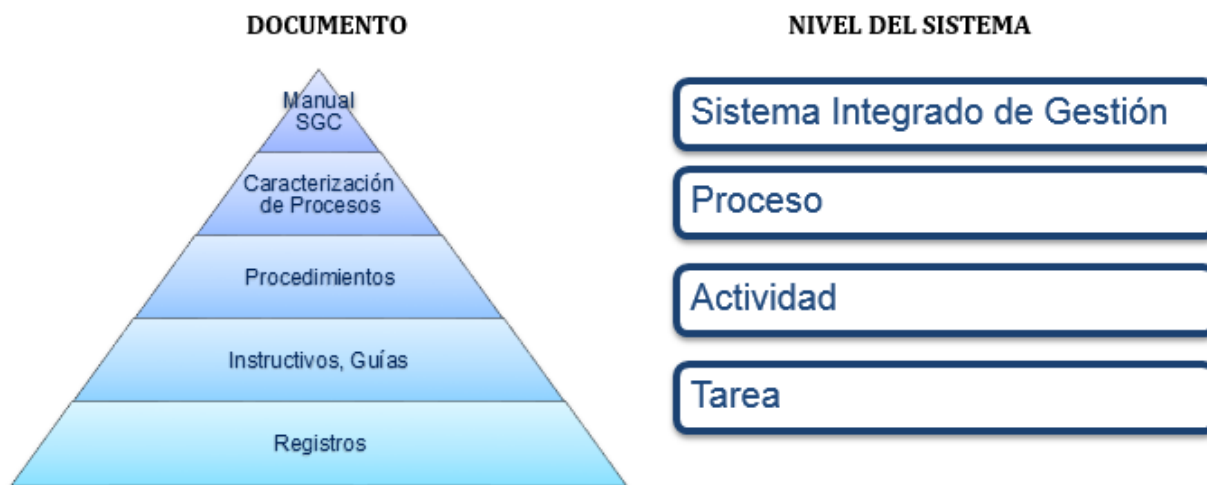 DOCUMENTO
NIVEL DEL SISTEMA
Manual
SGC
Caracterización
de Procesos
Procedimientos
Instructivos, Guías
Registros
Sistema Integrado de Gestión
Proceso
Actividad
Tarea